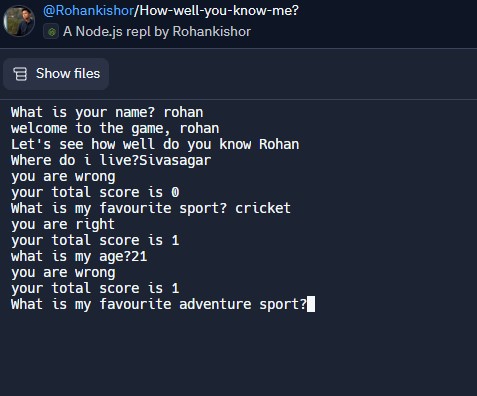 @Rohankishor/How-well-you-know-me?
A Node.js repl by Rohankishor
Show files
What is your name? rohan
welcome to the game, rohan
Let's see how well do you know Rohan
Where do i live?Sivasagar
you are wrong
your total score is 0
What is my favourite sport? cricket
you are right
your total score is 1
what is my age?21
you are wrong
your total score is 1
What is my favourite adventure sport?